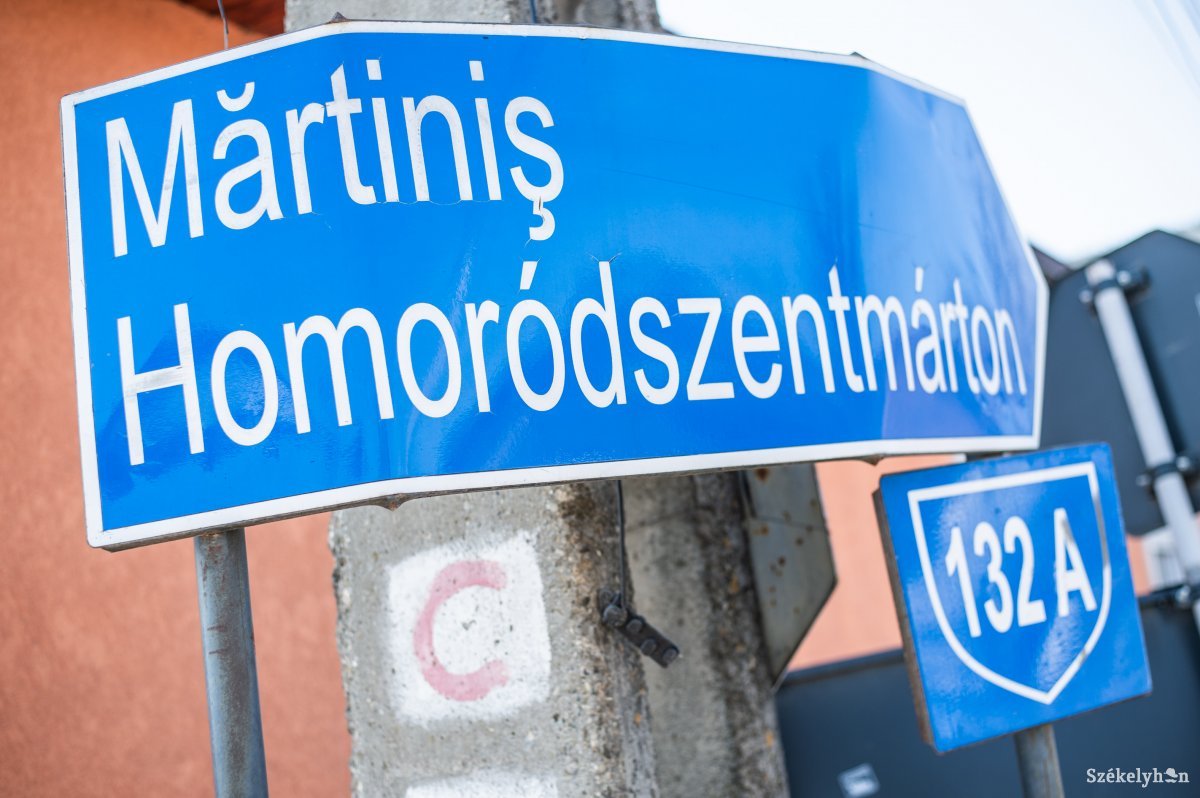 Mărtiniş
Homoródszentmárton
132 A
C
Székelyhon